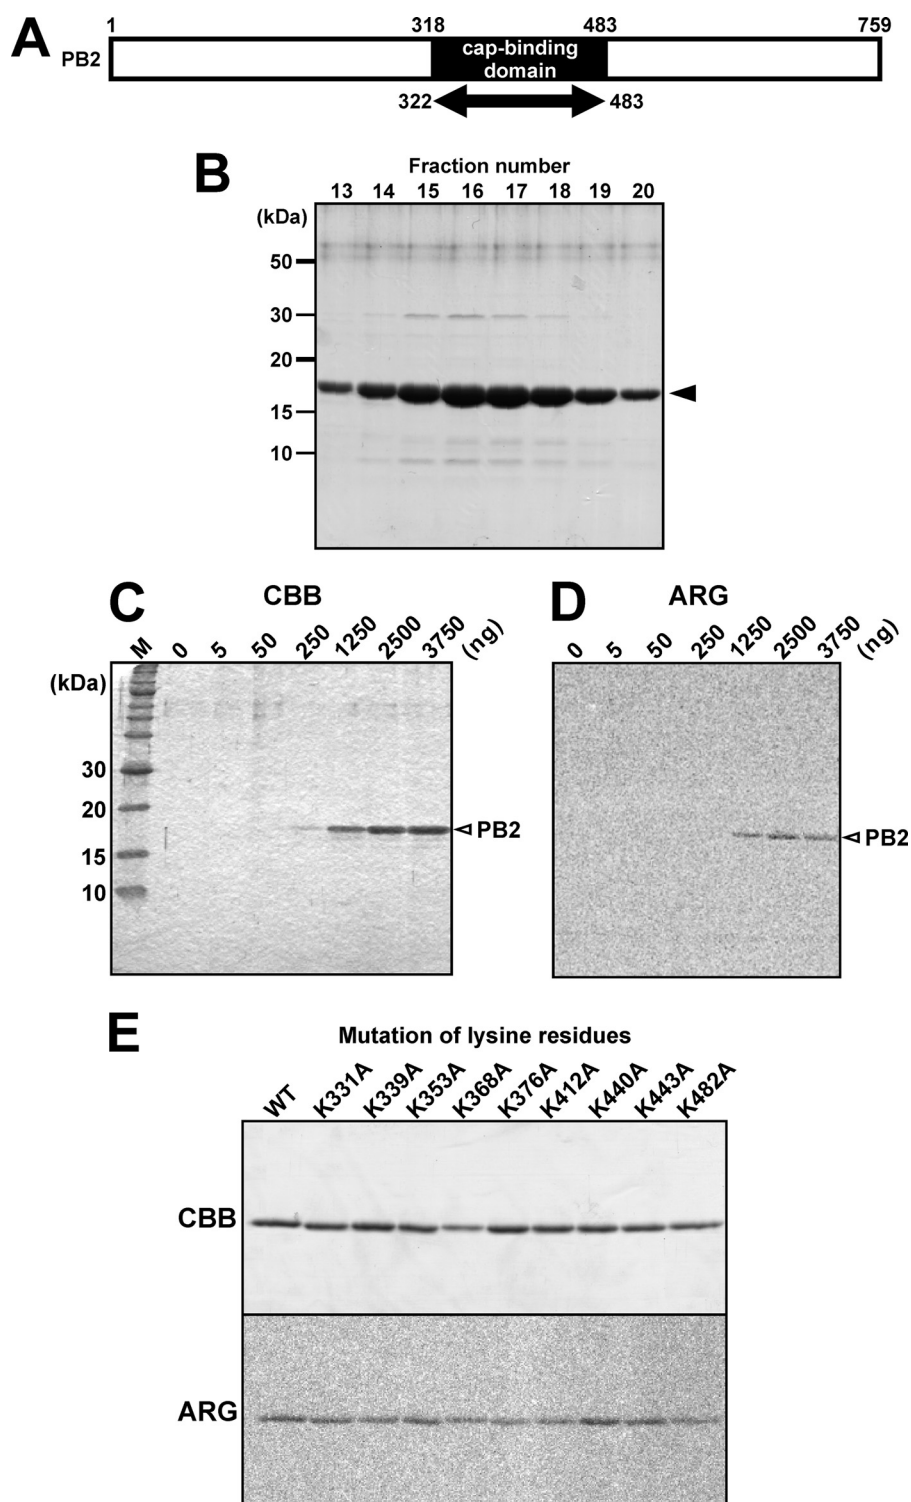 A
1 318 483 759
PB2
cap-binding
domain
322 483
B
Fraction number
13 14 15 16 17 18 19 20
(kDa)
50
30
20
15
10
C
CBB
M 0 5 50 250 1250 2500 3750 (ng)
(kDa)
30
20
15
10
PB2
D
ARG
0 5 50 250 1250 2500 3750 (ng)
PB2
E
Mutation of lysine residues
WT K331A K339A K353A K368A K376A K412A K440A K443A K482A
CBB
ARG